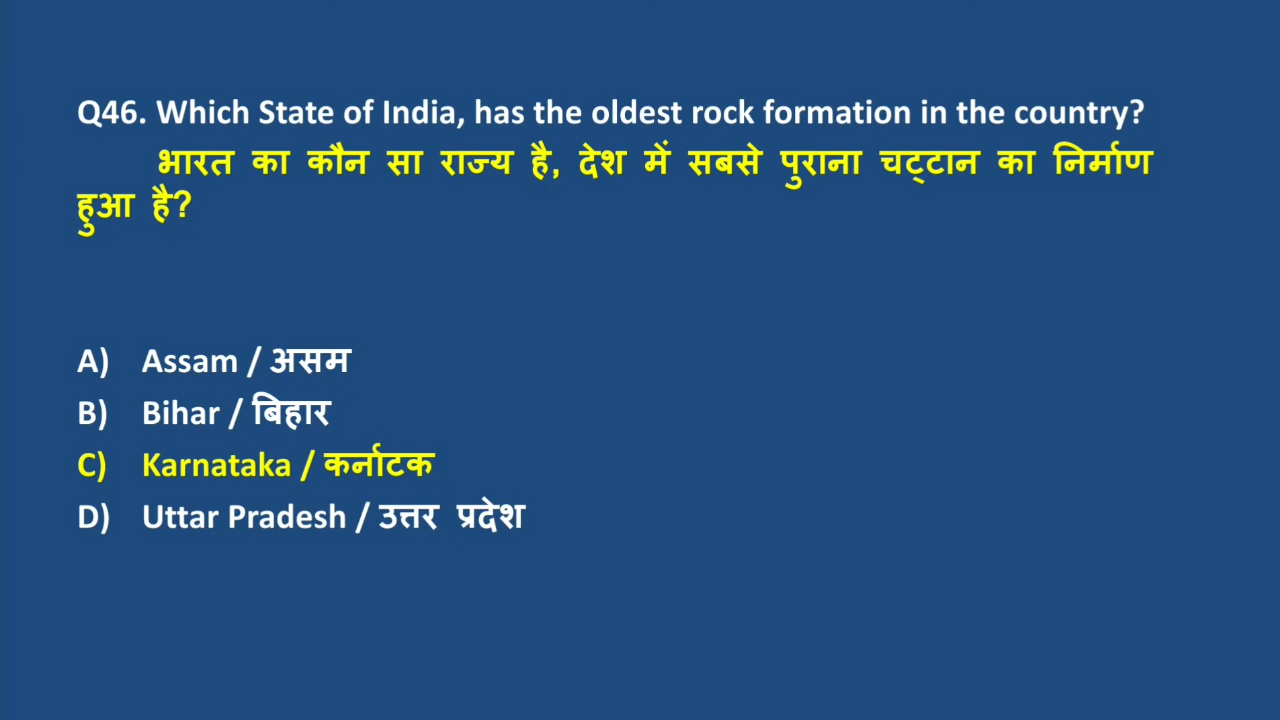 Q46. Which State of India, has the oldest rock formation in the country?
भारत का कौन सा राज्य है, देश में सबसे पुराना चट्टान का निर्माण
हुआ है?
A) Assam / असम
B) Bihar / बिहार
C) Karnataka / कर्नाटक
D) Uttar Pradesh / उत्तर प्रदेश